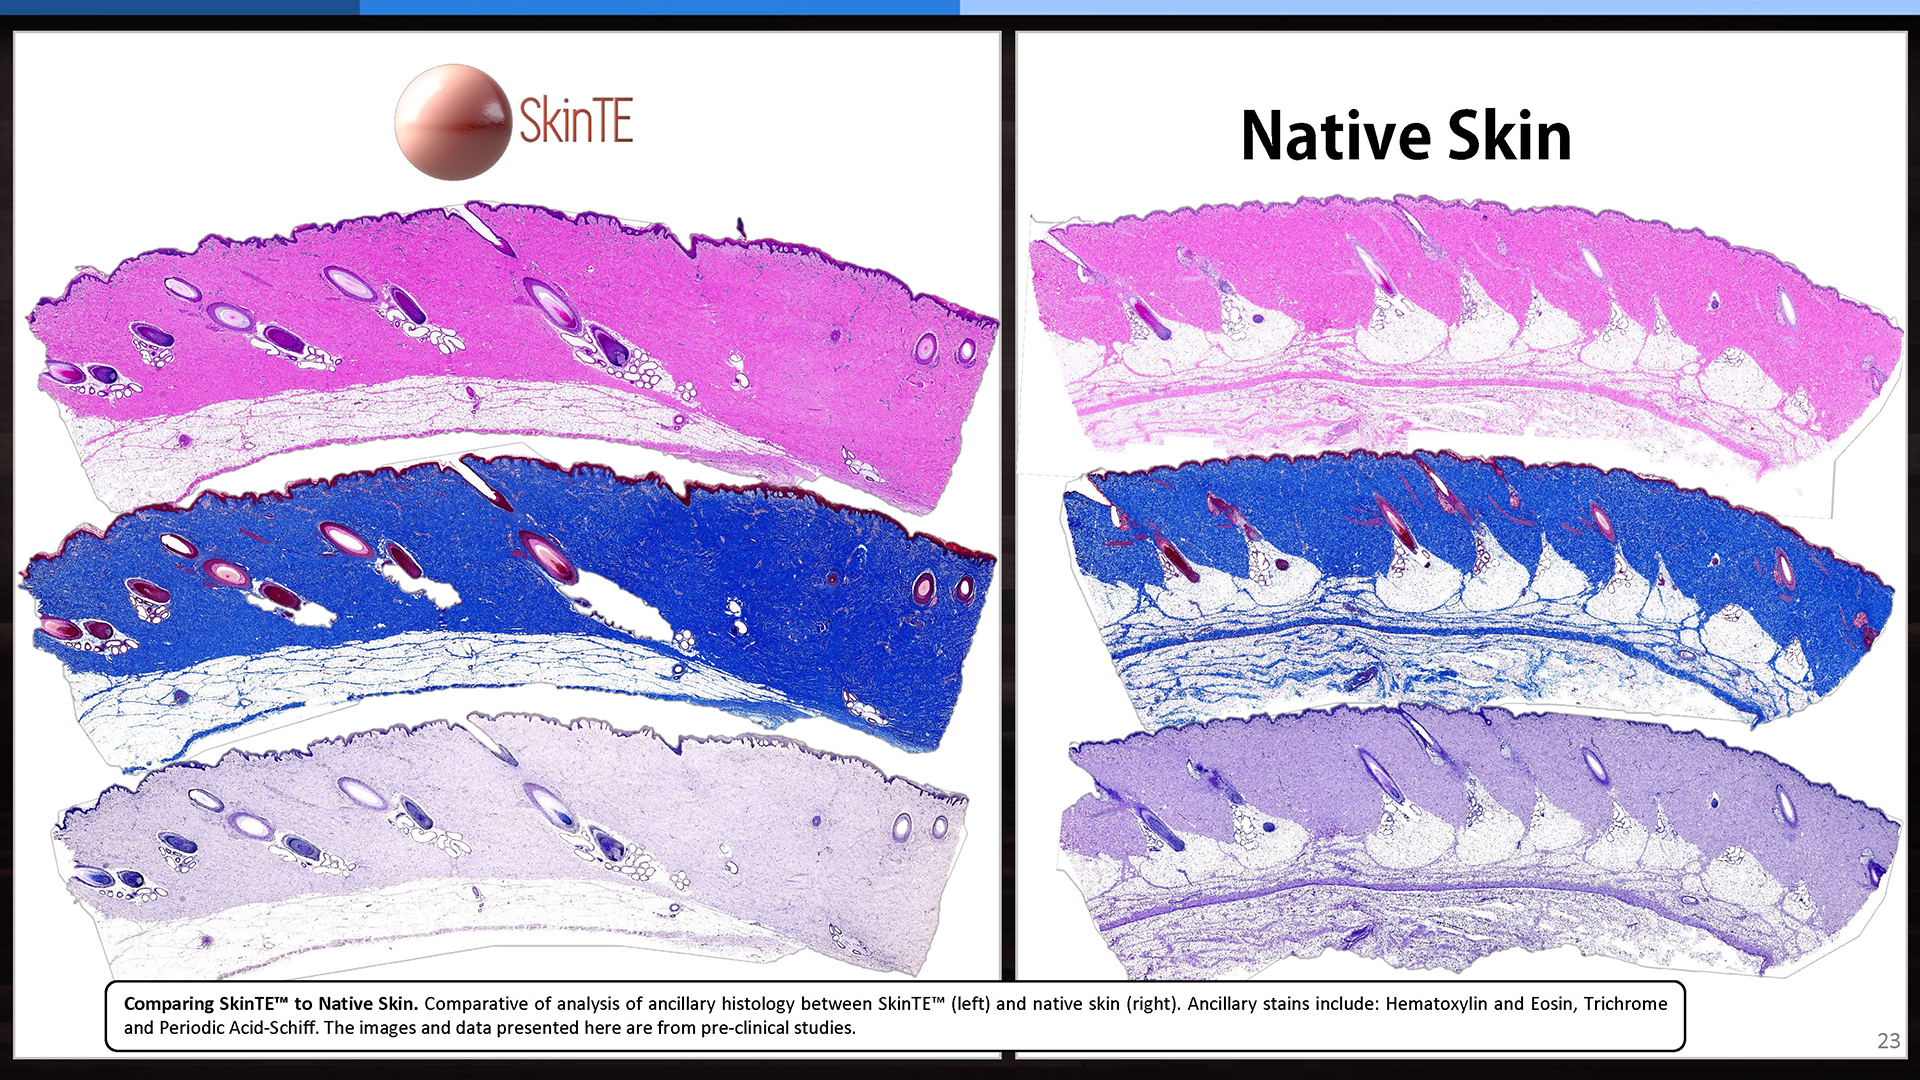 SkinTE
Native Skin
Comparing SkinTE™ to Native Skin. Comparative of analysis of ancillary histology between SkinTE™ (left) and native skin (right). Ancillary stains include: Hematoxylin and Eosin, Trichrome
and Periodic Acid-Schiff. The images and data presented here are from pre-clinical studies.
23